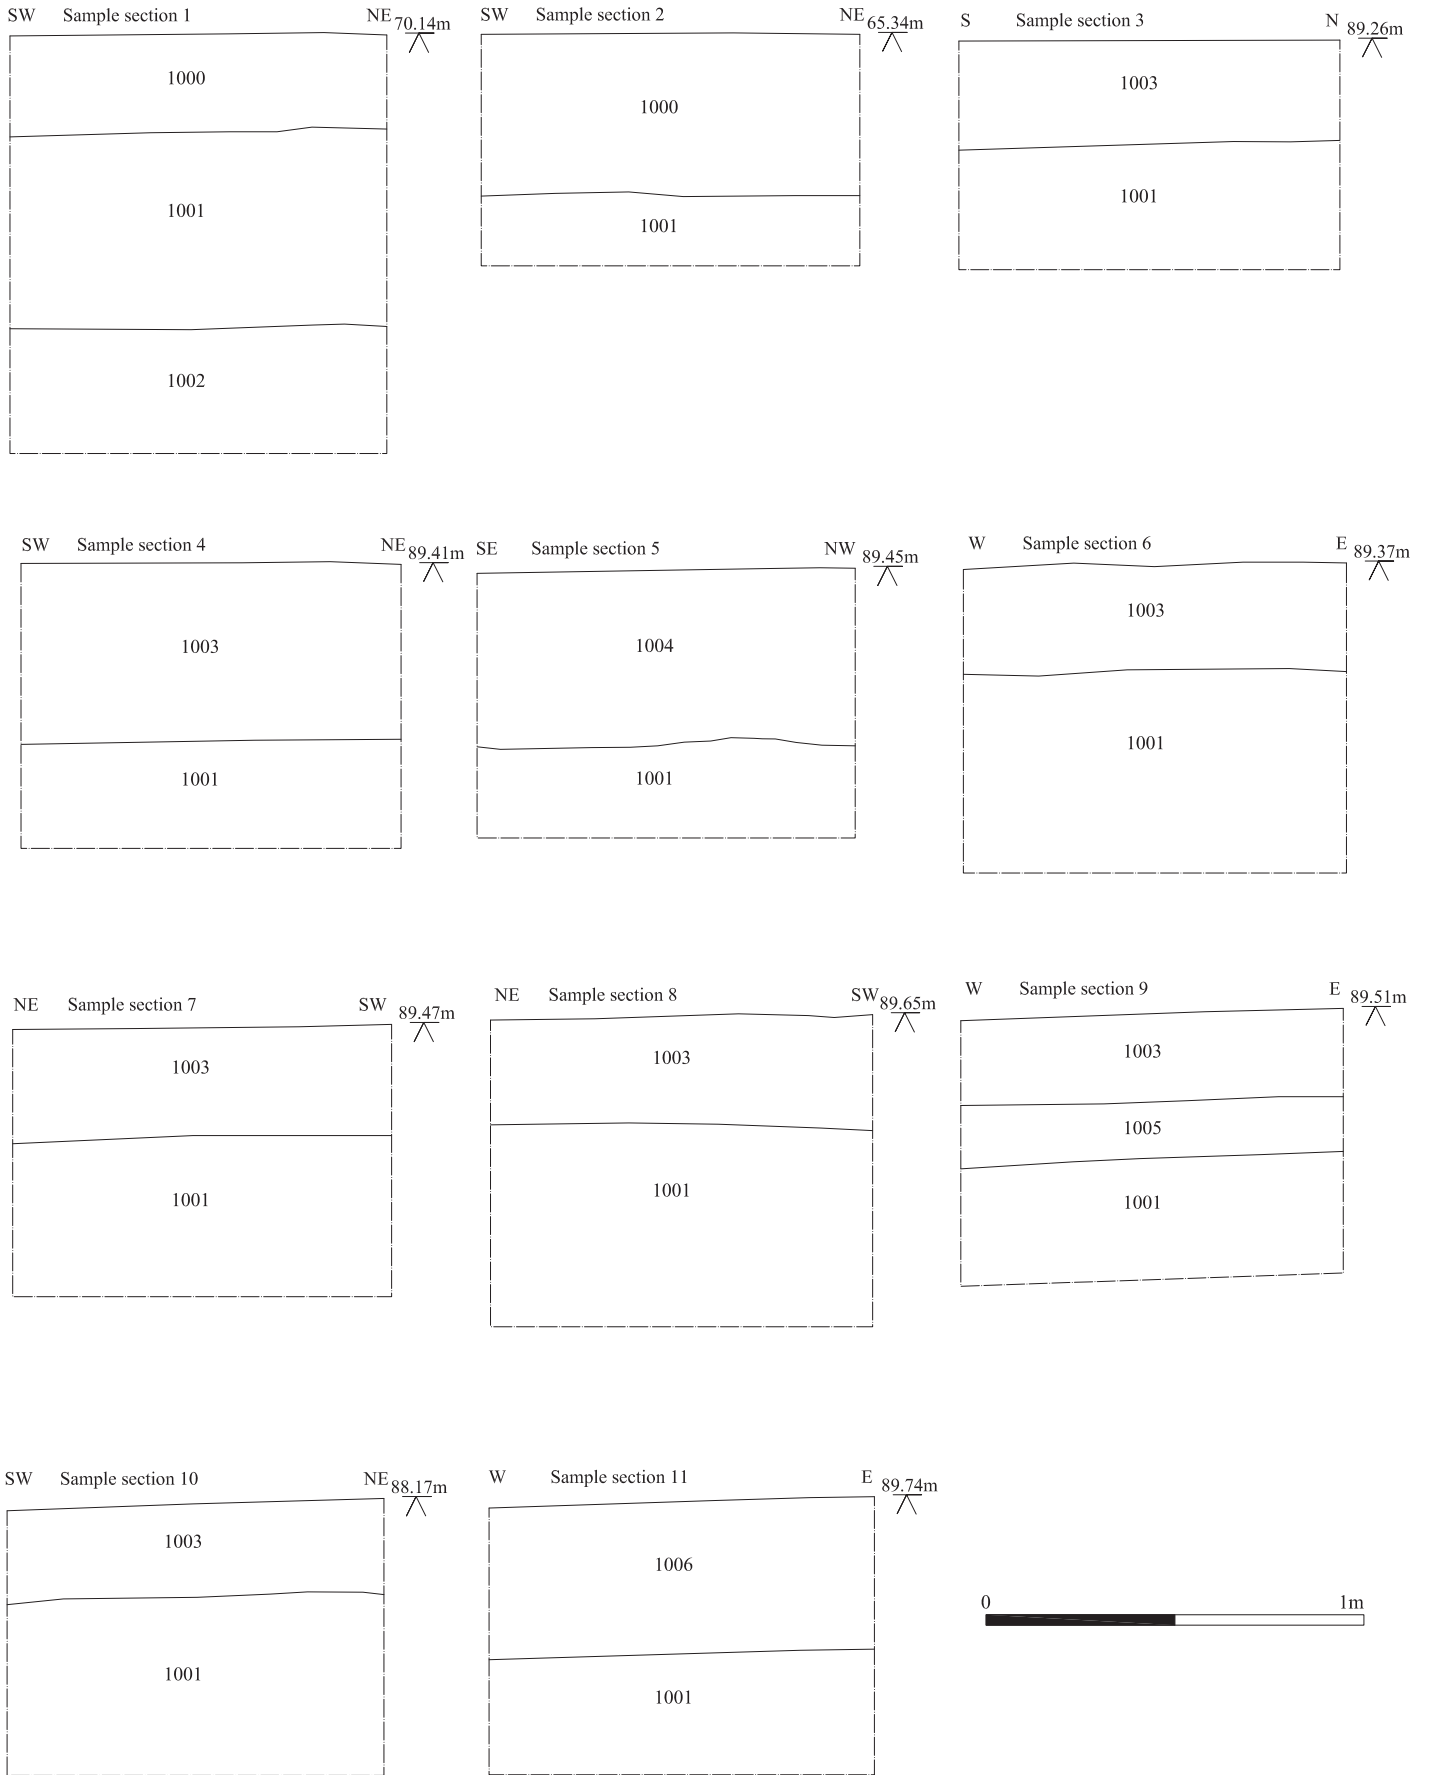 SW Sample section 1 NE 70.14m
1000
1001
1002
SW Sample section 2 NE 65.34m
1000
1001
S Sample section 3 N 89.26m
1003
1001
SW Sample section 4 NE 89.41m
1003
1001
SE Sample section 5 NW 89.45m
1004
1001
W Sample section 6 E 89.37m
1003
1001
NE Sample section 7 SW 89.47m
1003
1001
NE Sample section 8 SW 89.65m
1003
1001
W Sample section 9 E 89.51m
1003
1005
1001
SW Sample section 10 NE 88.17m
1003
1001
W Sample section 11 E 89.74m
1006
1001
0 1m